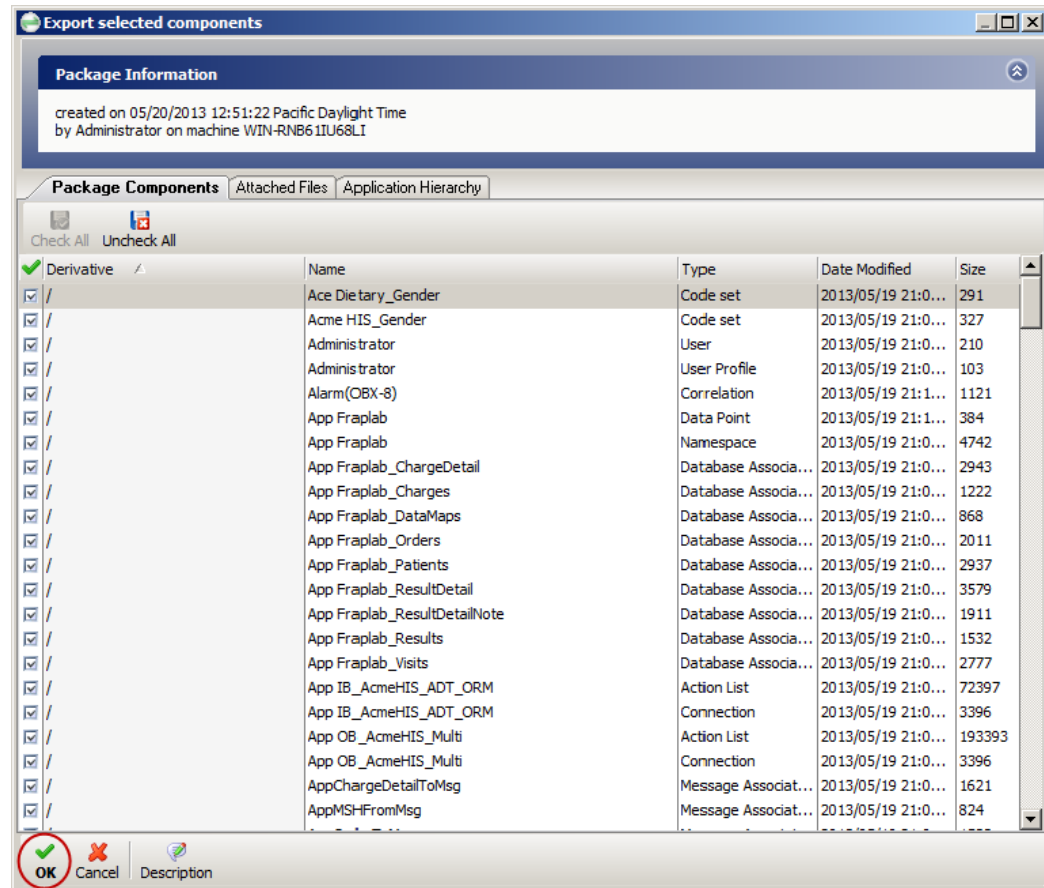 Export selected components
Package Information
created on 05/20/2013 12:51:22 Pacific Daylight Time
by Administrator on machine WIN-RNB61IU68LI
Package Components Attached Files Application Hierarchy
Check All Uncheck All
Derivative Name Type Date Modified Size
/ Ace Dietary_Gender Code set 2013/05/19 21:0... 291
/ Acme HIS_Gender Code set 2013/05/19 21:0... 327
/ Administrator User 2013/05/19 21:0... 210
/ Administrator User Profile 2013/05/19 21:0... 103
/ Alarm(OBX-8) Correlation 2013/05/19 21:1... 1121
/ App Fraplab Data Point 2013/05/19 21:1... 384
/ App Fraplab Namespace 2013/05/19 21:0... 4742
/ App Fraplab_ChargeDetail Database Associa... 2013/05/19 21:0... 2943
/ App Fraplab_Charges Database Associa... 2013/05/19 21:0... 1222
/ App Fraplab_DataMaps Database Associa... 2013/05/19 21:0... 868
/ App Fraplab_Orders Database Associa... 2013/05/19 21:0... 2011
/ App Fraplab_Patients Database Associa... 2013/05/19 21:0... 2937
/ App Fraplab_ResultDetail Database Associa... 2013/05/19 21:0... 3579
/ App Fraplab_ResultDetailNote Database Associa... 2013/05/19 21:0... 1911
/ App Fraplab_Results Database Associa... 2013/05/19 21:0... 1532
/ App Fraplab_Visits Database Associa... 2013/05/19 21:0... 2777
/ App IB_AcmeHIS_ADT_ORM Action List 2013/05/19 21:0... 72397
/ App IB_AcmeHIS_ADT_ORM Connection 2013/05/19 21:0... 3396
/ App OB_AcmeHIS_Multi Action List 2013/05/19 21:0... 193393
/ App OB_AcmeHIS_Multi Connection 2013/05/19 21:0... 3396
/ AppChargeDetailToMsg Message Associat... 2013/05/19 21:0... 1621
/ AppMSHFromMsg Message Associat... 2013/05/19 21:0... 824
OK Cancel Description